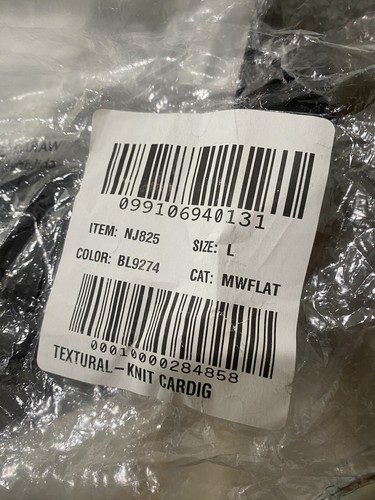 099106940131
ITEM: NJ825 SIZE: L
COLOR: BL9274 CAT: MWFLAT
00010000284858
TEXTURAL-KNIT CARDIG